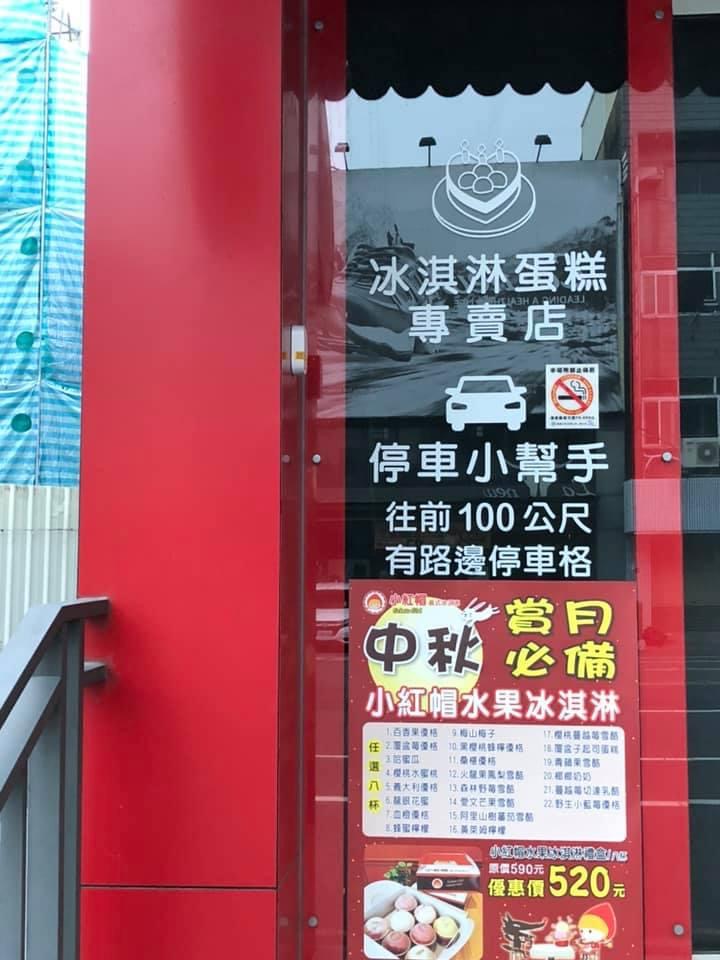 冰淇淋蛋糕
專賣店
停車小幫手
往前100公尺
有路邊停車格
小紅帽
中秋
賞月
必備
小紅帽水果冰淇淋
任選八杯
1.百香果優格
2.覆盆莓優格
3.哈蜜瓜
4.櫻桃水蜜桃
5.義大利優格
6.龍眼花蜜
7.血橙優格
8.蜂蜜檸檬
9.梅山梅子
10.黑櫻桃蜂檸優格
11.桑椹優格
12.火龍果鳳梨雪酪
13.森林野莓雪酪
14.愛文芒果雪酪
15.阿里山樹蕃茄雪酪
16.黃萊姆檸檬
17.櫻桃蔓越莓雪酪
18.覆盆子起司蛋糕
19.青蘋果雪酪
20.椰椰奶奶
21.蔓越莓切達乳酪
22.野生小藍莓優格
小紅帽水果冰淇淋禮盒/八杯
原價590元
優惠價520元